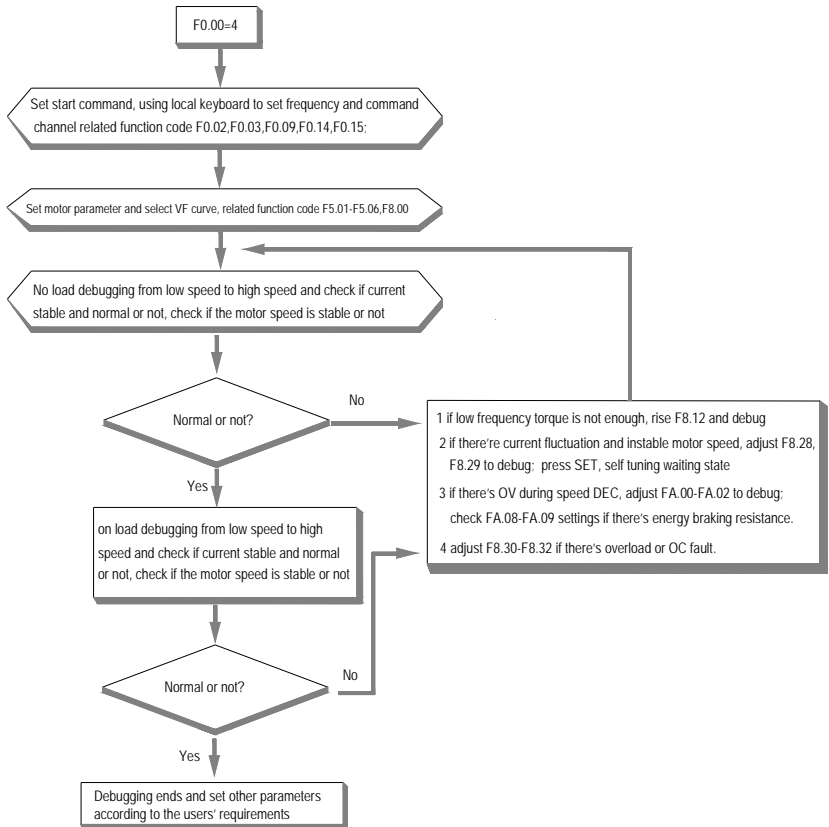 F0.00=4
Set start command, using local keyboard to set frequency and command
channel related function code F0.02,F0.03,F0.09,F0.14,F0.15;
Set motor parameter and select VF curve, related function code F5.01-F5.06,F8.00
No load debugging from low speed to high speed and check if current
stable and normal or not, check if the motor speed is stable or not
Normal or not?
No
Yes
1 if low frequency torque is not enough, rise F8.12 and debug
2 if there're current fluctuation and instable motor speed, adjust F8.28,
F8.29 to debug; press SET, self tuning waiting state
3 if there's OV during speed DEC, adjust FA.00-FA.02 to debug;
check FA.08-FA.09 settings if there's energy braking resistance.
4 adjust F8.30-F8.32 if there's overload or OC fault.
on load debugging from low speed to high
speed and check if current stable and normal
or not, check if the motor speed is stable or not
Normal or not?
No
Yes
Debugging ends and set other parameters
according to the users' requirements